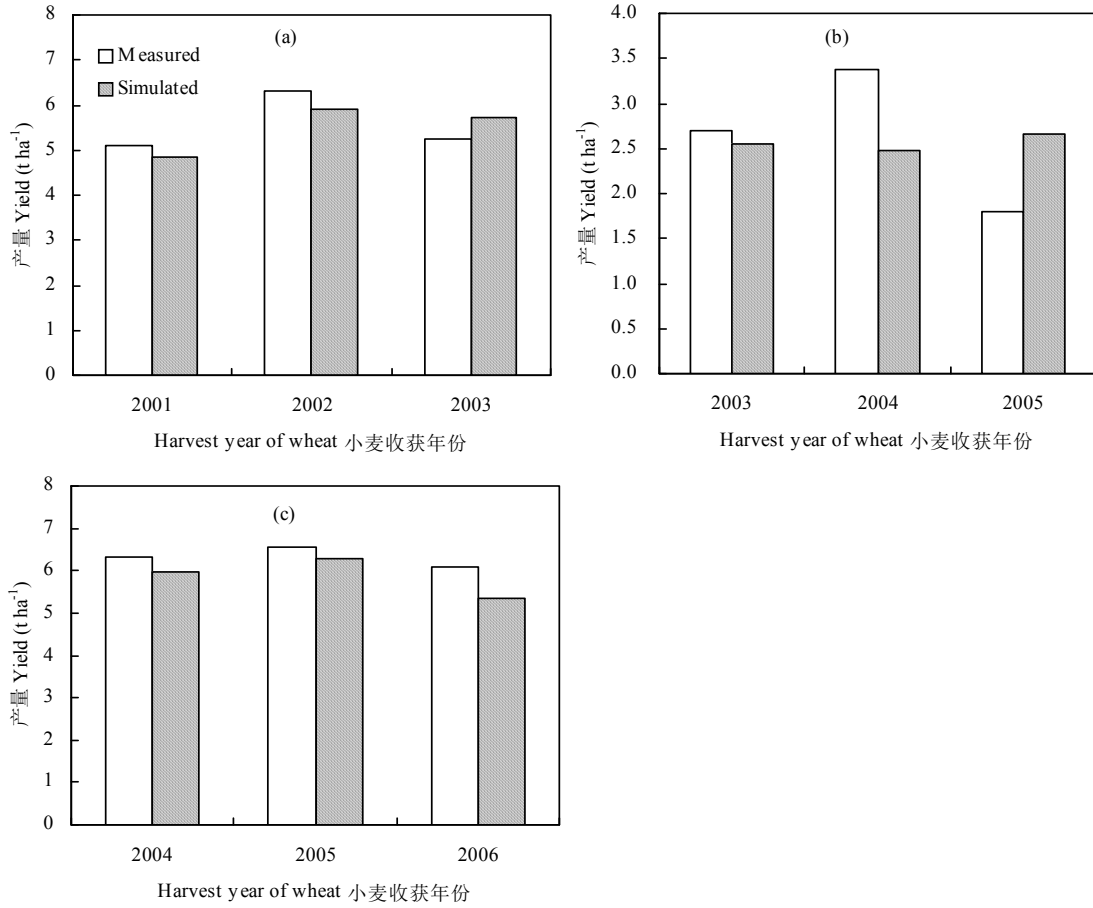 (a)
Measured
Simulated
8
7
6
5
4
3
2
1
0
产量 Yield (t ha-1)
2001 2002 2003
Harvest year of wheat 小麦收获年份
(b)
4.0
3.5
3.0
2.5
2.0
1.5
1.0
0.5
0.0
产量 Yield (t ha-1)
2003 2004 2005
Harvest year of wheat 小麦收获年份
(c)
8
7
6
5
4
3
2
1
0
产量 Yield (t ha-1)
2004 2005 2006
Harvest year of wheat 小麦收获年份